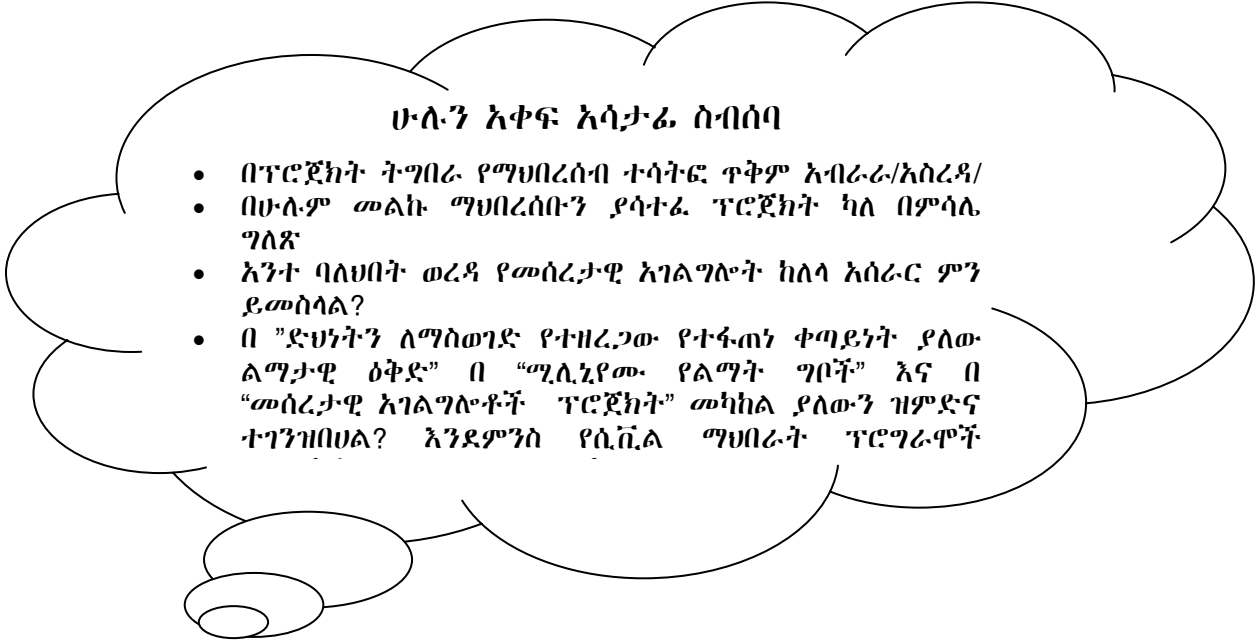 ሁሉን አቀፍ አሳታፊ ስብሰባ
• በፕሮጀክት ትግበራ የማህበረሰብ ተሳትፎ ጥቅም አብራራ/አስረዳ/
• በሁሉም መልኩ ማህበረሰቡን ያሳተፈ ፕሮጀክት ካለ በምሳሌ
ግለጽ
• አንተ ባለህበት ወረዳ የመሰረታዊ አገልግሎት ከለላ አሰራር ምን
ይመስላል?
• በ ”ድህነትን ለማስወገድ የተዘረጋው የተፋጠነ ቀጣይነት ያለው
ልማታዊ ዕቅድ” በ “ሚሊኒየሙ የልማት ግቦች” እና በ
“መሰረታዊ አገልግሎቶች ፕሮጀክት” መካከል ያለውን ዝምድና
ተገንዝበሀል? እንደምንስ የሲቪል ማህበራት ፕሮግራሞች